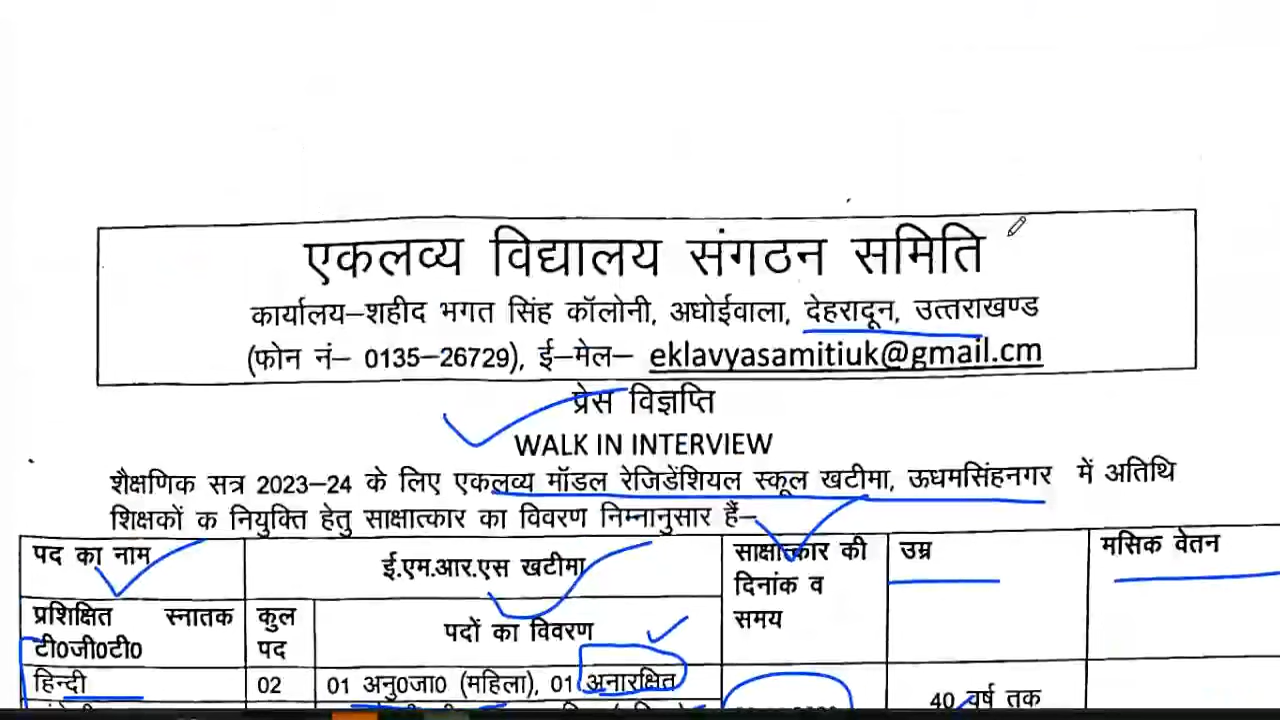 एकलव्य विद्यालय संगठन समिति
कार्यालय–शहीद भगत सिंह कॉलोनी, अधोईवाला, देहरादून, उत्तराखण्ड
(फोन नं– 0135–26729), ई–मेल– eklavyasamitiuk@gmail.cm
प्रेस विज्ञप्ति
WALK IN INTERVIEW
शैक्षणिक सत्र 2023–24 के लिए एकलव्य मॉडल रेजिडेंशियल स्कूल खटीमा, ऊधमसिंहनगर में अतिथि
शिक्षकों क नियुक्ति हेतु साक्षात्कार का विवरण निम्नानुसार हैं–
पद का नाम ई.एम.आर.एस खटीमा साक्षात्कार की दिनांक व समय उम्र मसिक वेतन
प्रशिक्षित स्नातक टी0जी0टी0 कुल पद पदों का विवरण
हिन्दी 02 01 अनु0जा0 (महिला), 01 अनारक्षित 40 वर्ष तक